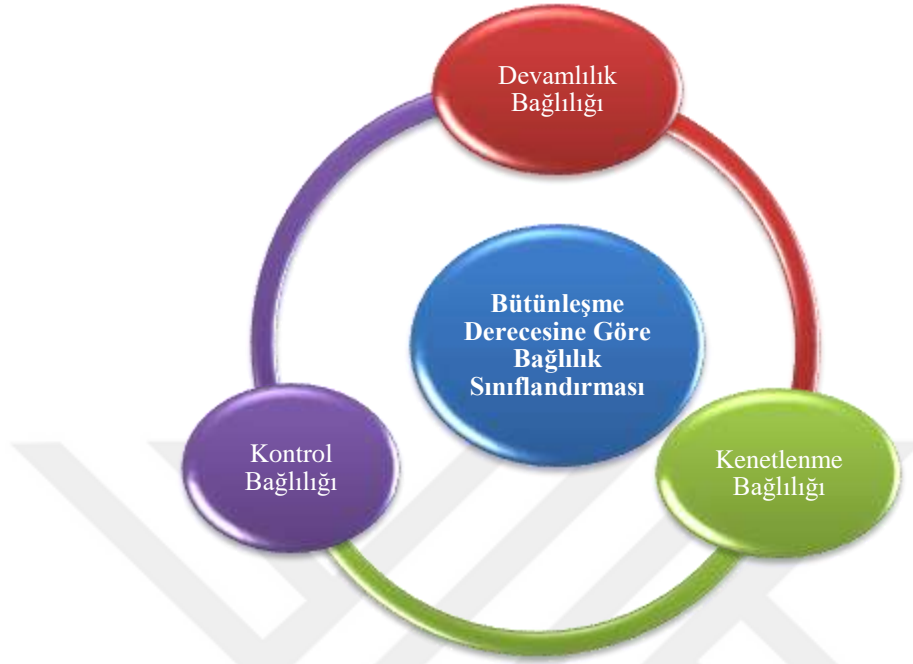 Devamlılık
Bağlılığı
Bütünleşme
Derecesine Göre
Bağlılık
Sınıflandırması
Kontrol
Bağlılığı
Kenetlenme
Bağlılığı